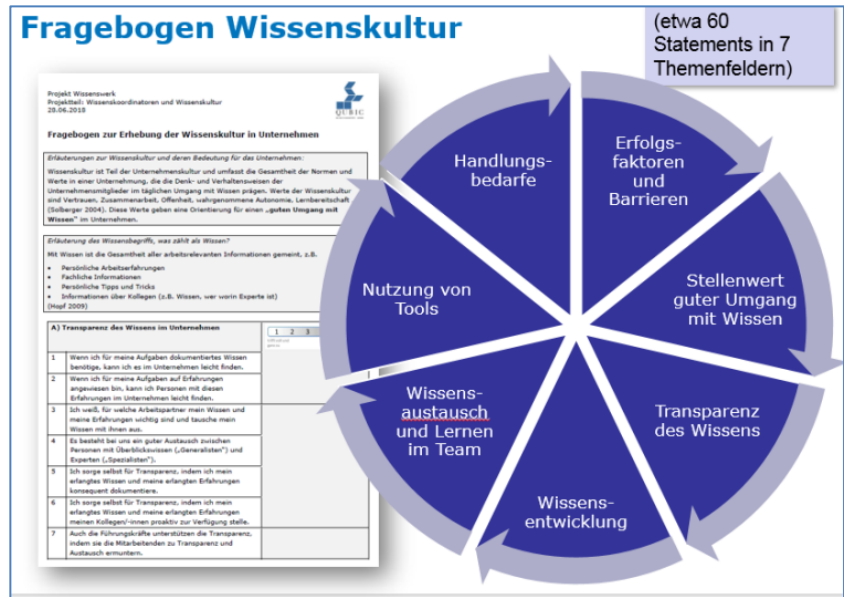 Fragebogen Wissenskultur
(etwa 60
Statements in 7
Themenfeldern)
Projekt Wissenswerk
Projektteil: Wissenskoordinatoren und Wissenskultur
28.06.2018
QUBIC
Fragebogen zur Erhebung der Wissenskultur in Unternehmen
Erläuterungen zur Wissenskultur und deren Bedeutung für das Unternehmen:
Wissenskultur ist Teil der Unternehmenskultur und umfasst die Gesamtheit der Normen und
Werte in einer Unternehmung, die die Denk- und Verhaltensweisen der
Unternehmensmitglieder im täglichen Umgang mit Wissen prägen. Werte der Wissenskultur
sind Vertrauen, Zusammenarbeit, Offenheit, wahrgenommene Autonomie, Lernbereitschaft
(Solberger 2004). Diese Werte geben eine Orientierung für einen „guten Umgang mit
Wissen“ im Unternehmen.
Erläuterung des Wissensbegriffs, was zählt als Wissen?
Mit Wissen ist die Gesamtheit aller arbeitsrelevanten Informationen gemeint, z.B.
• Persönliche Arbeitserfahrungen
• Fachliche Informationen
• Persönliche Tipps und Tricks
• Informationen über Kollegen (z.B. Wissen, wer worin Experte ist)
(Hopf 2009)
A) Transparenz des Wissens im Unternehmen
1 2 3
1 Wenn ich für meine Aufgaben dokumentiertes Wissen
benötige, kann ich es im Unternehmen leicht finden.
2 Wenn ich für meine Aufgaben auf Erfahrungen
angewiesen bin, kann ich Personen mit diesen
Erfahrungen im Unternehmen leicht finden.
3 Ich weiß, für welche Arbeitspartner mein Wissen und
meine Erfahrungen wichtig sind und tausche mein
Wissen mit ihnen aus.
4 Es besteht bei uns ein guter Austausch zwischen
Personen mit Überblickswissen („Generalisten“) und
Experten („Spezialisten“).
5 Ich sorge selbst für Transparenz, indem ich mein
erlangtes Wissen und meine erlangten Erfahrungen
konsequent dokumentiere.
6 Ich sorge selbst für Transparenz, indem ich mein
erlangtes Wissen und meine erlangten Erfahrungen
meinen Kollegen/-innen proaktiv zur Verfügung stelle.
7 Auch die Führungskräfte unterstützen die Transparenz,
indem sie die Mitarbeitenden zu Transparenz und
Austausch ermuntern.
Erfolgs-
faktoren
und
Barrieren
Stellenwert
guter Umgang
mit Wissen
Transparenz
des Wissens
Wissens-
entwicklung
Wissens-
austausch
und Lernen
im Team
Nutzung von
Tools
Handlungs-
bedarfe